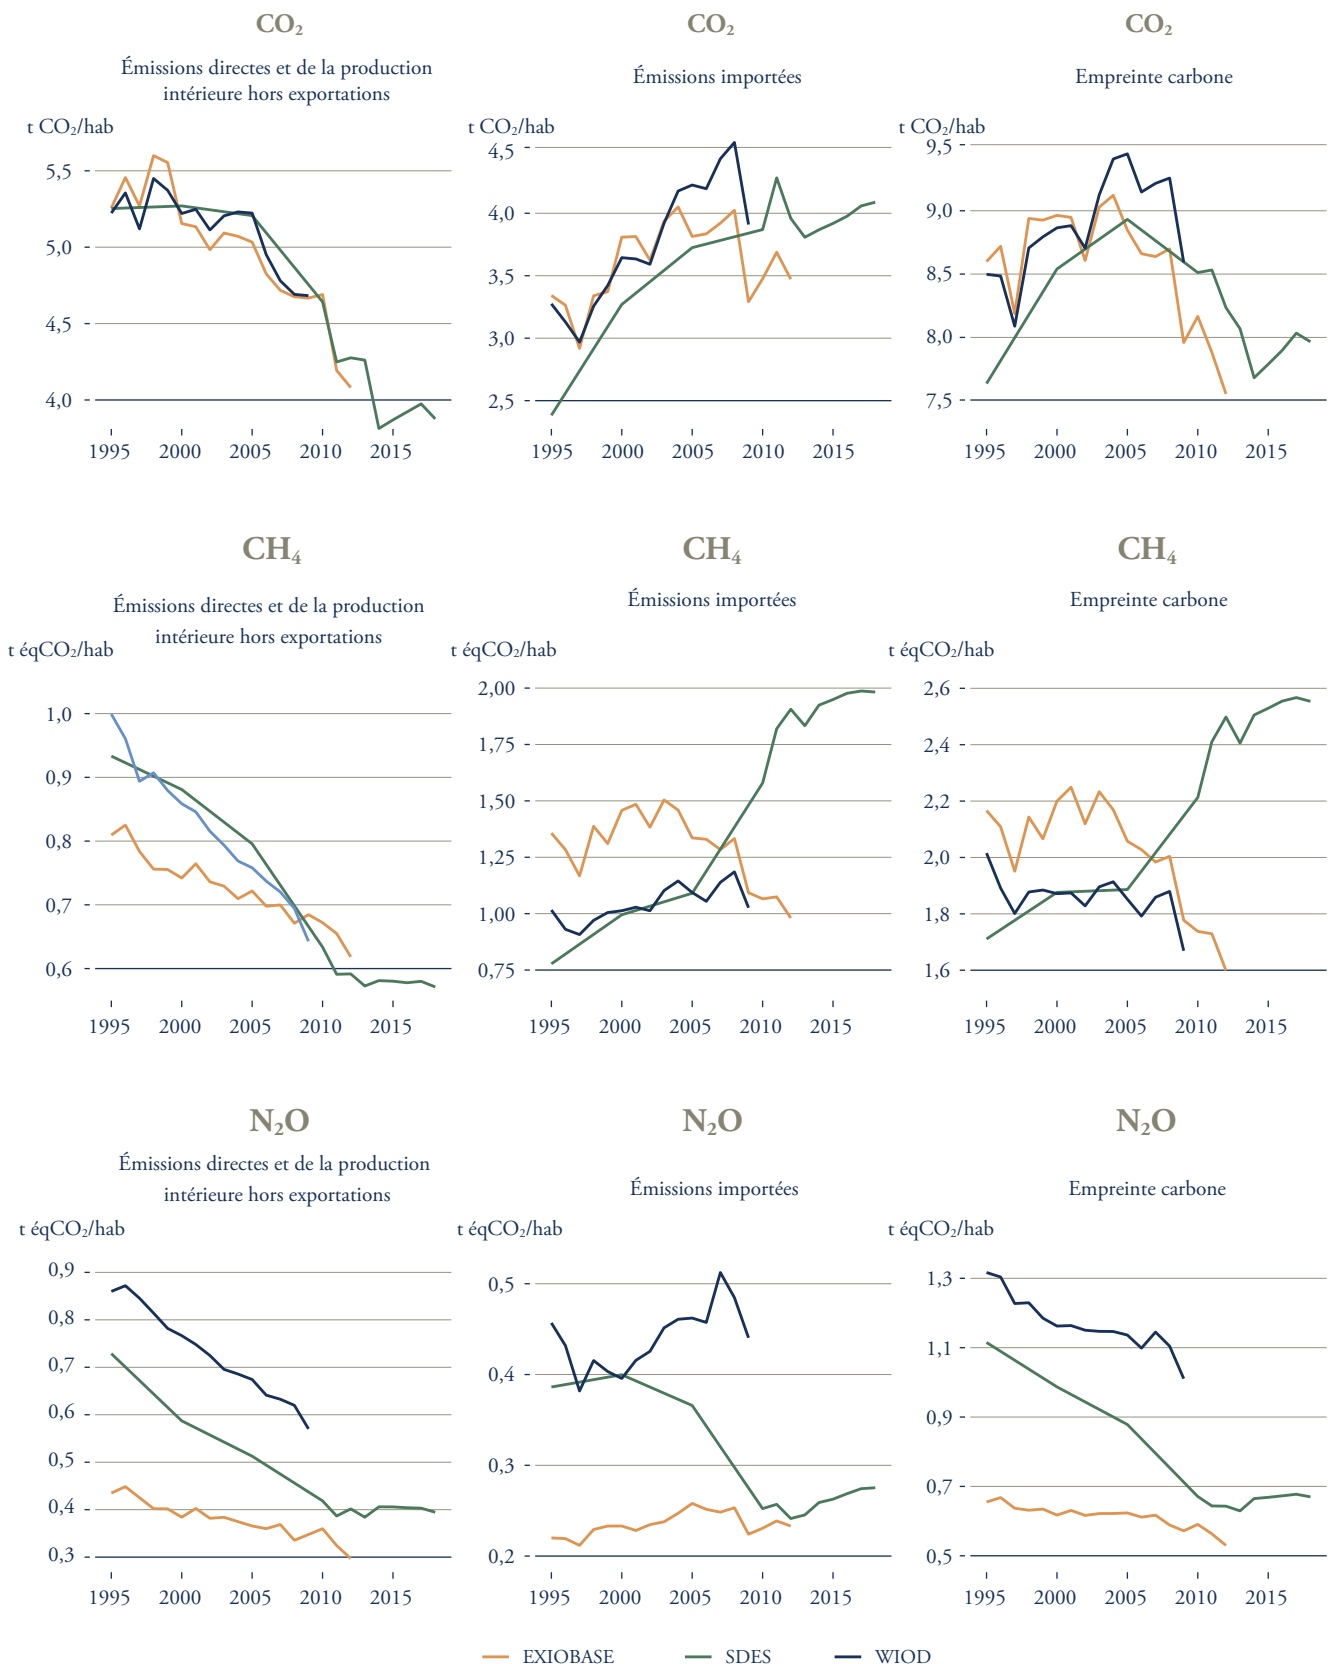 CO₂
Émissions directes et de la production
intérieure hors exportations
t CO₂/hab
5,5
5,0
4,5
4,0
1995 2000 2005 2010 2015
CO₂
Émissions importées
t CO₂/hab
4,5
4,0
3,5
3,0
2,5
1995 2000 2005 2010 2015
CO₂
Empreinte carbone
t CO₂/hab
9,5
9,0
8,5
8,0
7,5
1995 2000 2005 2010 2015
CH₄
Émissions directes et de la production
intérieure hors exportations
t éqCO₂/hab
1,0
0,9
0,8
0,7
0,6
1995 2000 2005 2010 2015
CH₄
Émissions importées
t éqCO₂/hab
2,00
1,75
1,50
1,25
1,00
0,75
1995 2000 2005 2010 2015
CH₄
Empreinte carbone
t éqCO₂/hab
2,6
2,4
2,2
2,0
1,8
1,6
1995 2000 2005 2010 2015
N₂O
Émissions directes et de la production
intérieure hors exportations
t éqCO₂/hab
0,9
0,8
0,7
0,6
0,5
0,4
0,3
1995 2000 2005 2010 2015
N₂O
Émissions importées
t éqCO₂/hab
0,5
0,4
0,3
0,2
1995 2000 2005 2010 2015
N₂O
Empreinte carbone
t éqCO₂/hab
1,3
1,1
0,9
0,7
0,5
1995 2000 2005 2010 2015
EXIOBASE SDES WIOD